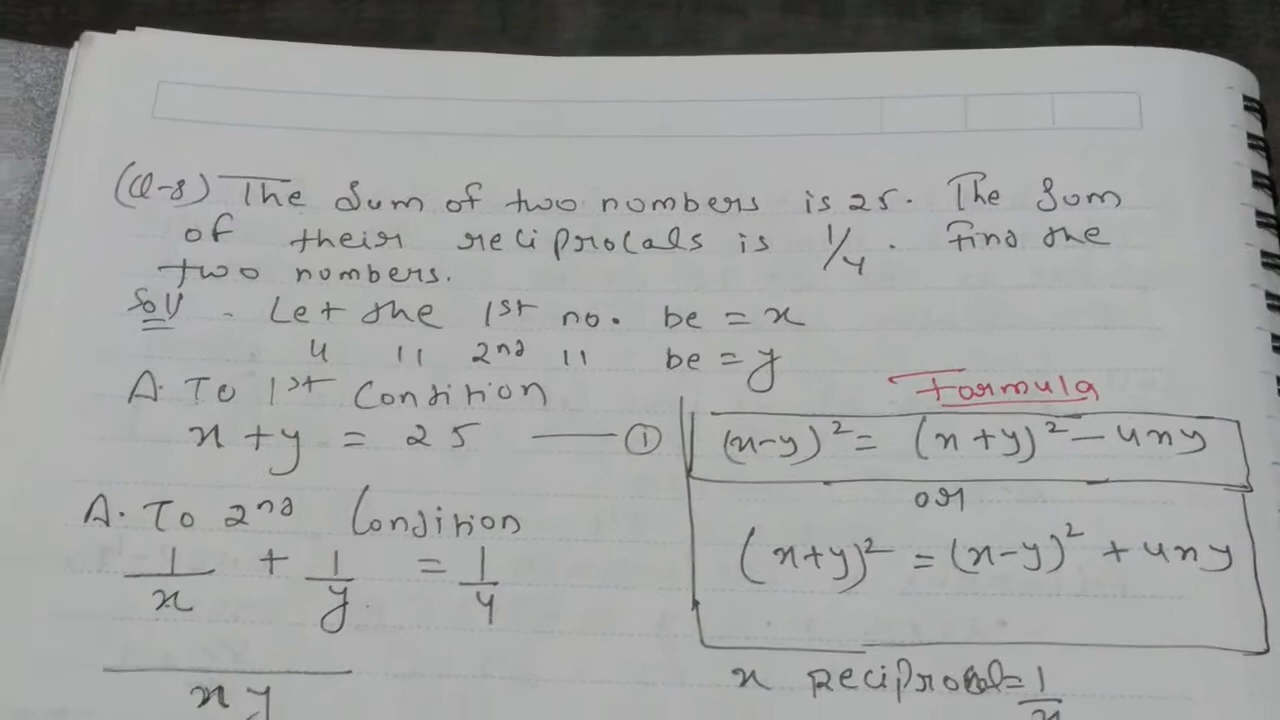 (Q-8) The Sum of two numbers is 25. The Sum
of their reciprocals is 1/4. Find the
two numbers.
Sol. Let the 1st no. be = x
" " 2nd " be = y
A. To 1st Condition
x + y = 25 —— ①
A. To 2nd Condition
1/x + 1/y = 1/4
xy
Formula
(x-y)² = (x+y)² - 4xy
or
(x+y)² = (x-y)² + 4xy
x reciprocal = 1/x